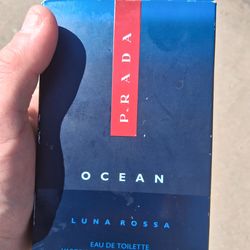 PRADA
OCEAN
LUNA ROSSA
EAU DE TOILETTE